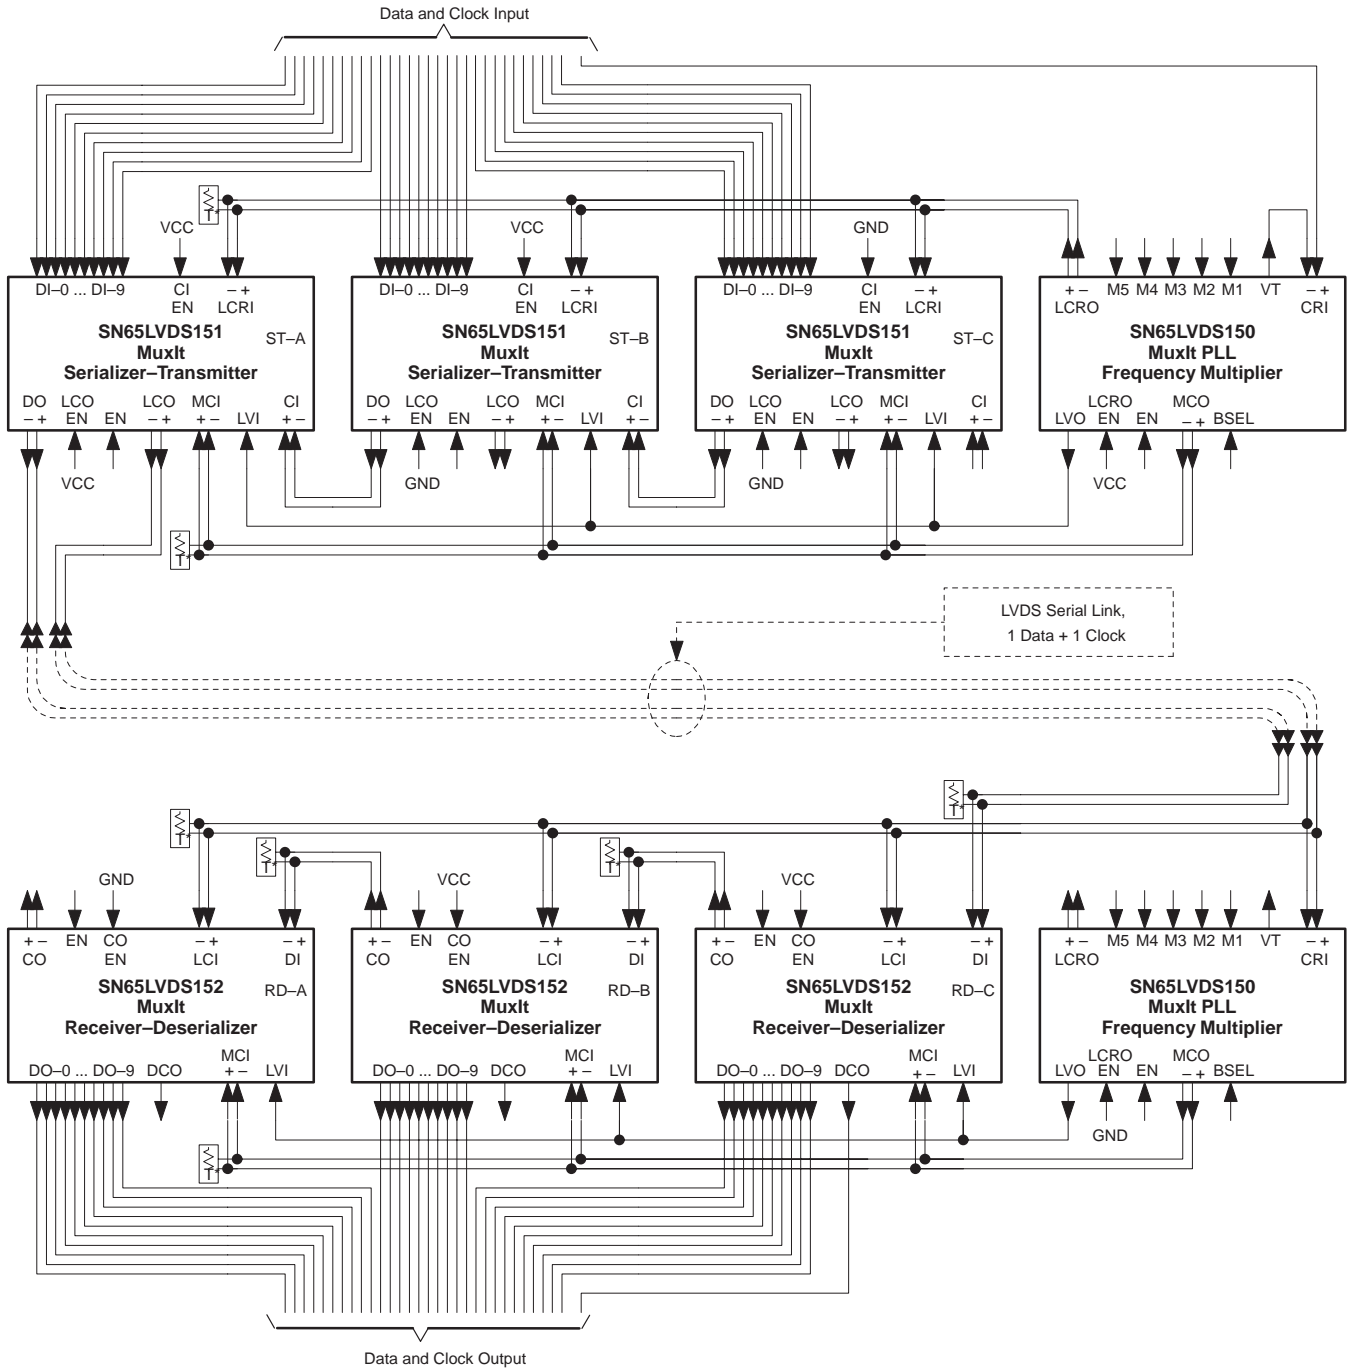 Data and Clock Input
VCC VCC GND
T* 
DI–0 ... DI–9 CI EN – + LCRI
DI–0 ... DI–9 CI EN – + LCRI
DI–0 ... DI–9 CI EN – + LCRI
+ – LCRO M5 M4 M3 M2 M1 VT – + CRI
SN65LVDS151 MuxIt Serializer–Transmitter ST–A
SN65LVDS151 MuxIt Serializer–Transmitter ST–B
SN65LVDS151 MuxIt Serializer–Transmitter ST–C
SN65LVDS150 MuxIt PLL Frequency Multiplier
DO – + LCO EN EN LCO – + MCI + – LVI CI + –
DO – + LCO EN EN LCO – + MCI + – LVI CI + –
DO – + LCO EN EN LCO – + MCI + – LVI CI + –
LVO LCRO EN EN MCO – + BSEL
VCC GND GND VCC
T*
LVDS Serial Link,
1 Data + 1 Clock
T*
T*
T* T*
GND VCC VCC
+ – CO EN CO EN – + LCI – + DI
+ – CO EN CO EN – + LCI – + DI
+ – CO EN CO EN – + LCI – + DI
+ – LCRO M5 M4 M3 M2 M1 VT – + CRI
SN65LVDS152 MuxIt Receiver–Deserializer RD–A
SN65LVDS152 MuxIt Receiver–Deserializer RD–B
SN65LVDS152 MuxIt Receiver–Deserializer RD–C
SN65LVDS150 MuxIt PLL Frequency Multiplier
DO–0 ... DO–9 DCO MCI + – LVI
DO–0 ... DO–9 DCO MCI + – LVI
DO–0 ... DO–9 DCO MCI + – LVI
LVO LCRO EN EN MCO – + BSEL
GND
T*
Data and Clock Output